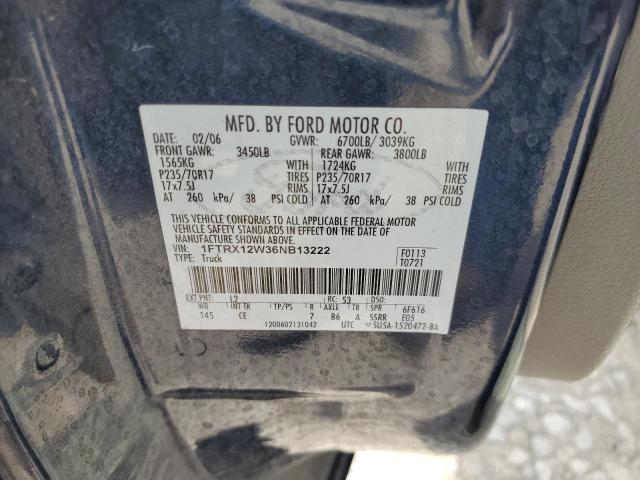 MFD. BY FORD MOTOR CO.
DATE: 02/06 GVWR: 6700LB/ 3039KG
FRONT GAWR: 3450LB REAR GAWR: 3800LB
1565KG WITH 1724KG WITH
P235/70R17 TIRES P235/70R17 TIRES
17x7.5J RIMS 17x7.5J RIMS
AT 260 kPa/ 38 PSI COLD AT 260 kPa/ 38 PSI COLD
THIS VEHICLE CONFORMS TO ALL APPLICABLE FEDERAL MOTOR
VEHICLE SAFETY STANDARDS IN EFFECT ON THE DATE OF
MANUFACTURE SHOWN ABOVE.
VIN: 1FTRX12W36NB13222 F0113
TYPE: Truck T0721
EXT PNT: L2 RC: 53 DSO:
WB INT TR TP/PS R AXLE TR SPR 6F6T6
145 CE 7 B6 A SSRR E05
1200602131042 UTC 5U5A-1520472-BA